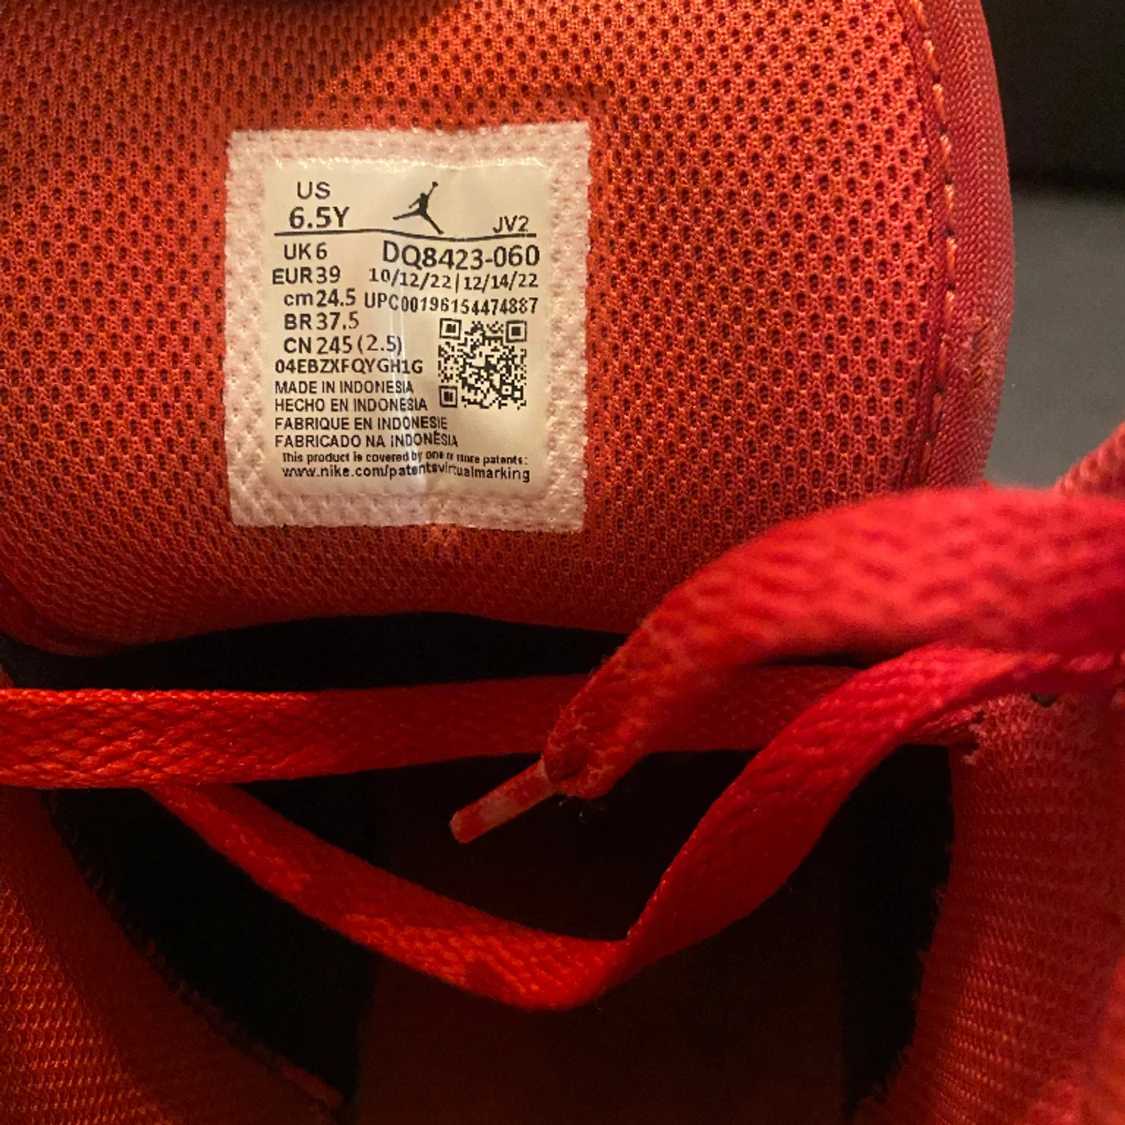 US
6.5Y
JV2
UK 6 DQ8423-060
EUR 39 10/12/22|12/14/22
cm 24.5 UPC00196154474887
BR 37.5
CN 245 (2.5)
04EBZXFQYGH1G
MADE IN INDONESIA
HECHO EN INDONESIA
FABRIQUE EN INDONESIE
FABRICADO NA INDONÉSIA
This product is covered by one or more patents:
www.nike.com/patentsvirtualmarking